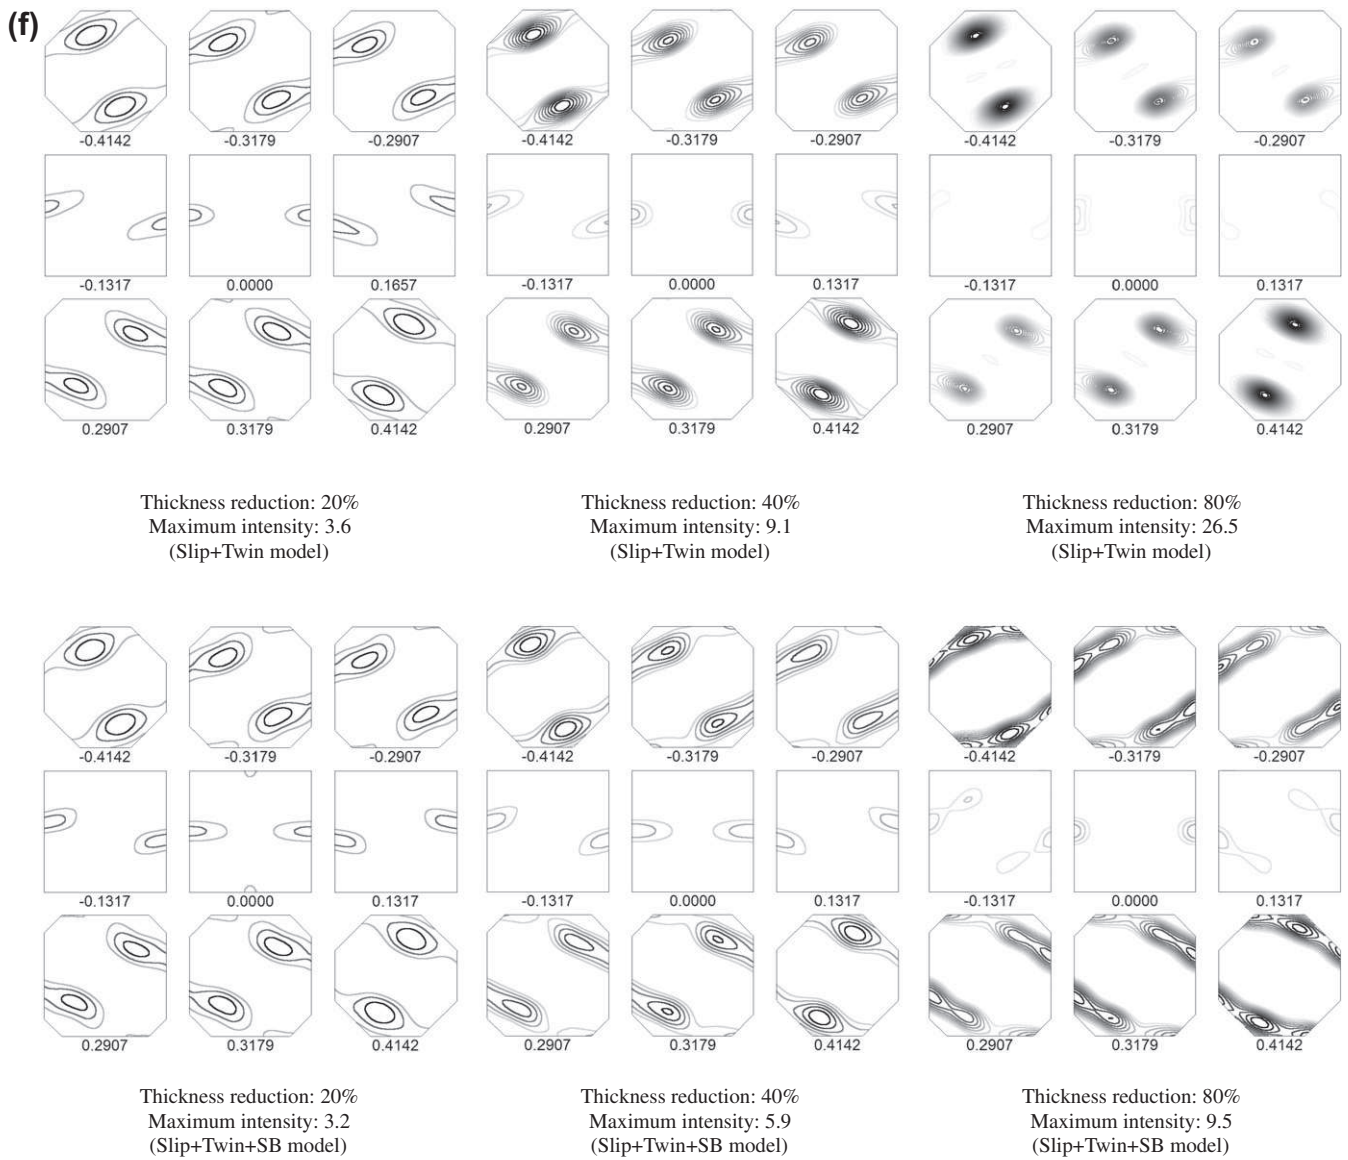 (f)
-0.4142 -0.3179 -0.2907 -0.4142 -0.3179 -0.2907 -0.4142 -0.3179 -0.2907
-0.1317 0.0000 0.1657 -0.1317 0.0000 0.1317 -0.1317 0.0000 0.1317
0.2907 0.3179 0.4142 0.2907 0.3179 0.4142 0.2907 0.3179 0.4142
Thickness reduction: 20%
Maximum intensity: 3.6
(Slip+Twin model)
Thickness reduction: 40%
Maximum intensity: 9.1
(Slip+Twin model)
Thickness reduction: 80%
Maximum intensity: 26.5
(Slip+Twin model)
-0.4142 -0.3179 -0.2907 -0.4142 -0.3179 -0.2907 -0.4142 -0.3179 -0.2907
-0.1317 0.0000 0.1317 -0.1317 0.0000 0.1317 -0.1317 0.0000 0.1317
0.2907 0.3179 0.4142 0.2907 0.3179 0.4142 0.2907 0.3179 0.4142
Thickness reduction: 20%
Maximum intensity: 3.2
(Slip+Twin+SB model)
Thickness reduction: 40%
Maximum intensity: 5.9
(Slip+Twin+SB model)
Thickness reduction: 80%
Maximum intensity: 9.5
(Slip+Twin+SB model)